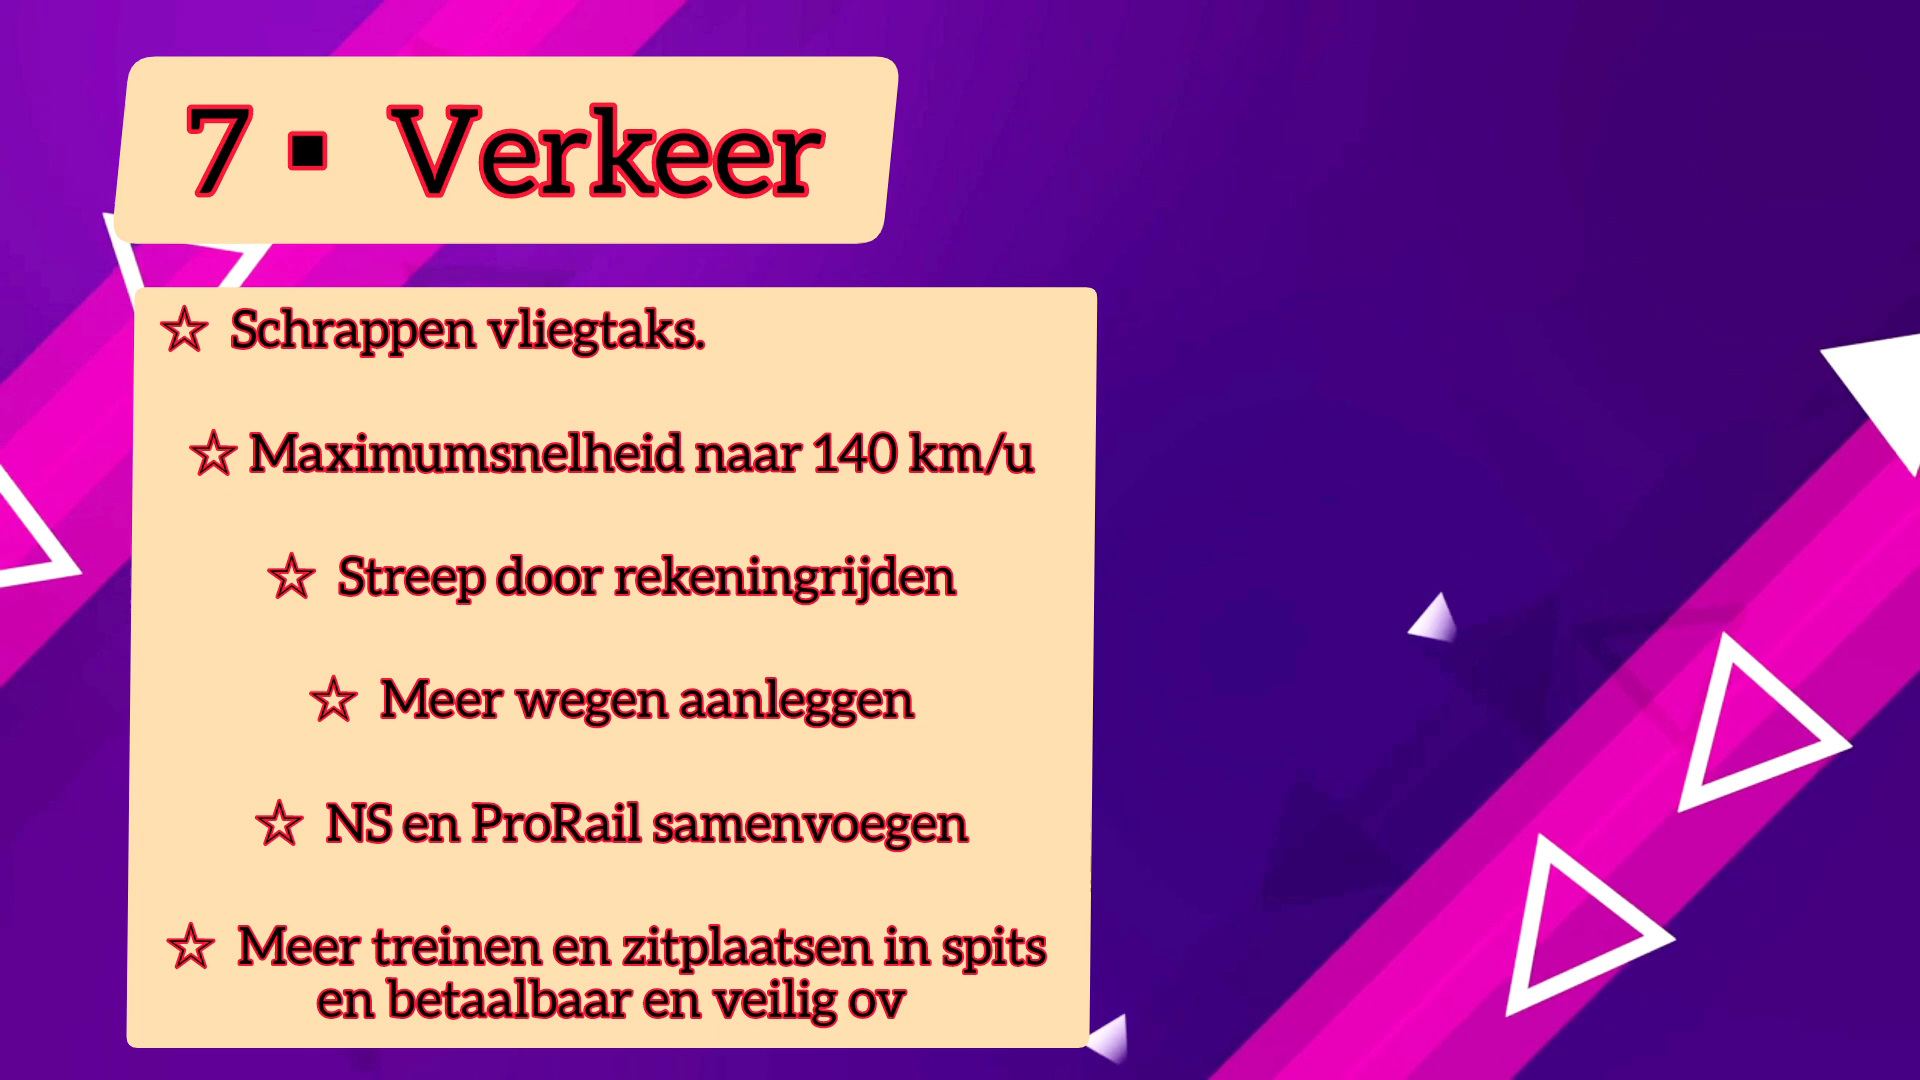 7▪ Verkeer
☆ Schrappen vliegtaks.
☆ Maximumsnelheid naar 140 km/u
☆ Streep door rekeningrijden
☆ Meer wegen aanleggen
☆ NS en ProRail samenvoegen
☆ Meer treinen en zitplaatsen in spits
en betaalbaar en veilig ov